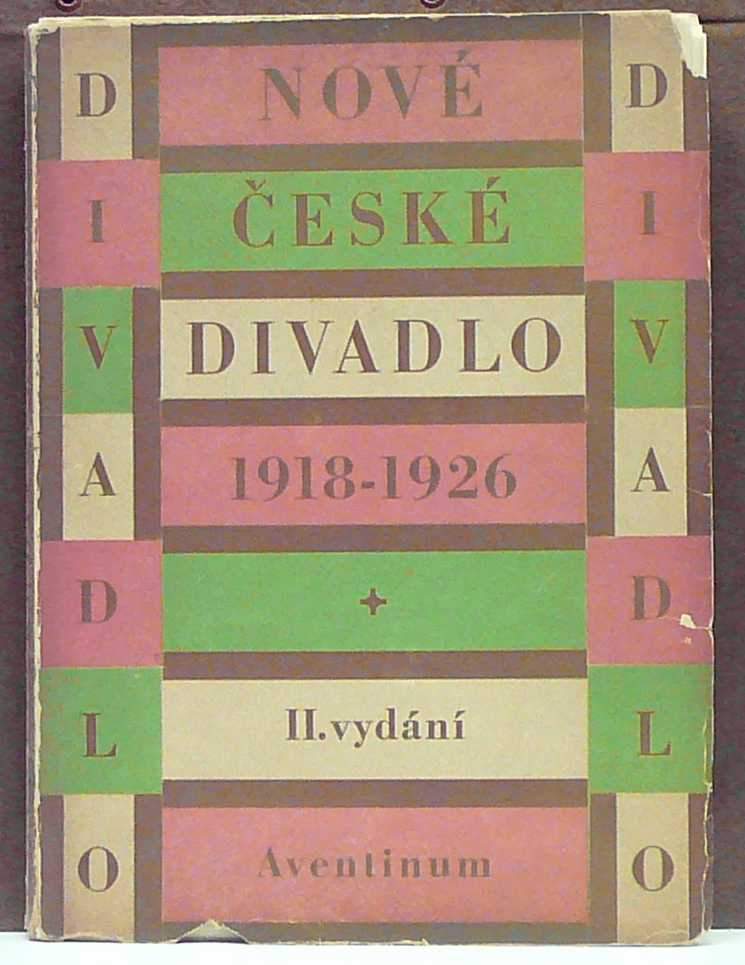 NOVÉ
ČESKÉ
DIVADLO
1918-1926
II.vydání
Aventinum
DIVADLO
DIVADLO